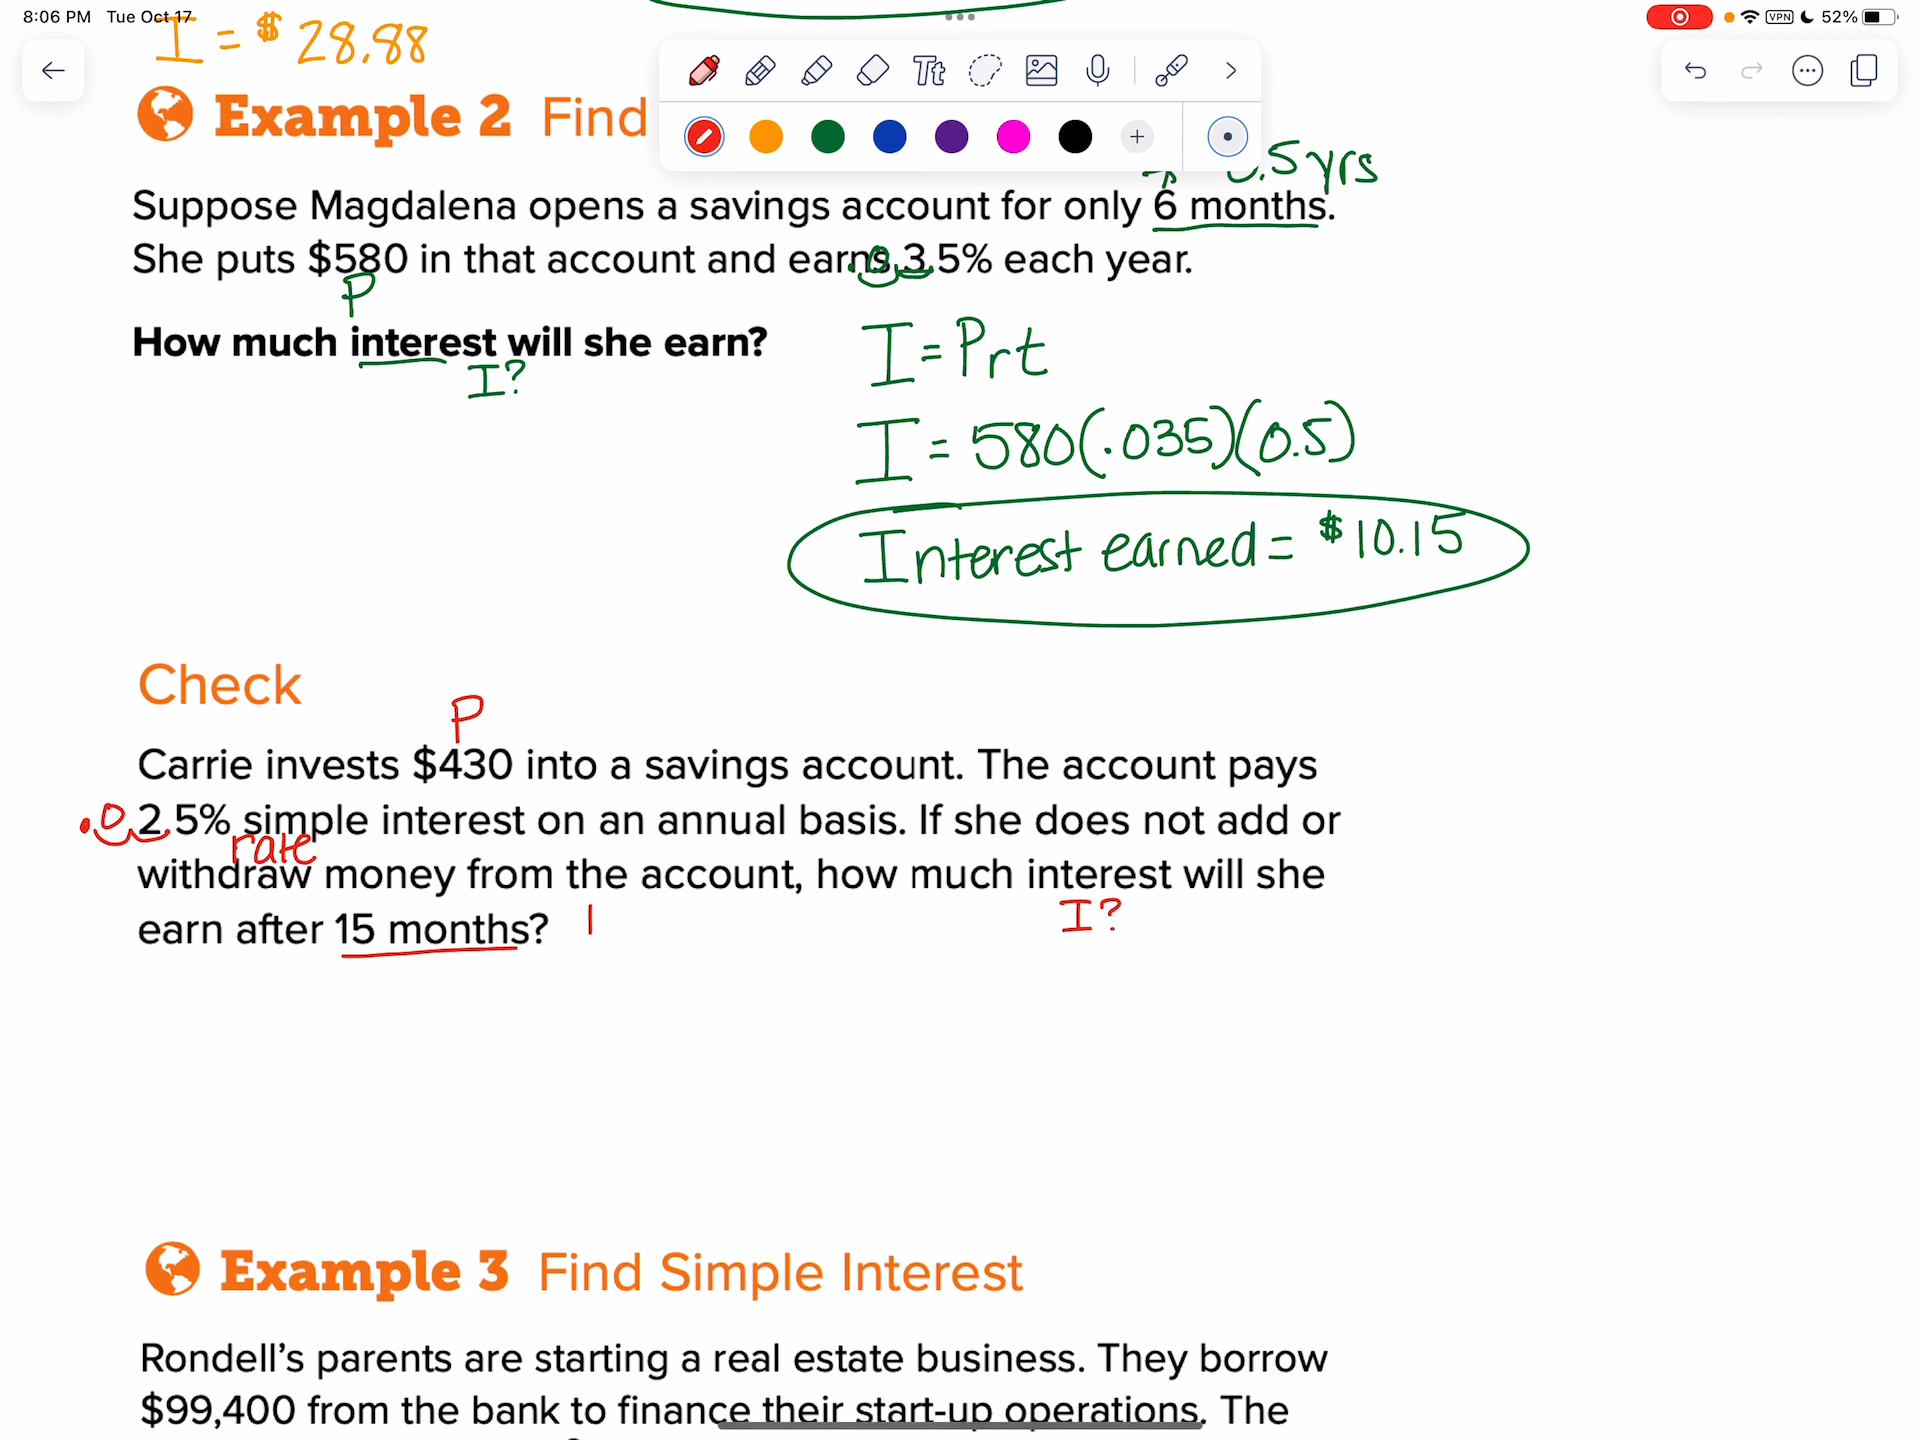 8:06 PM Tue Oct 17
VPN 52%
I = $ 28.88
Tt
Example 2 Find
.5 yrs
Suppose Magdalena opens a savings account for only 6 months.
She puts $580 in that account and earns 3.5% each year.
.0
P
How much interest will she earn?
I?
I = Prt
I = 580(.035)(0.5)
Interest earned = $10.15
Check
P
Carrie invests $430 into a savings account. The account pays
.0 2.5% simple interest on an annual basis. If she does not add or
rate
withdraw money from the account, how much interest will she
I?
earn after 15 months? 1
Example 3 Find Simple Interest
Rondell's parents are starting a real estate business. They borrow
$99,400 from the bank to finance their start-up operations. The